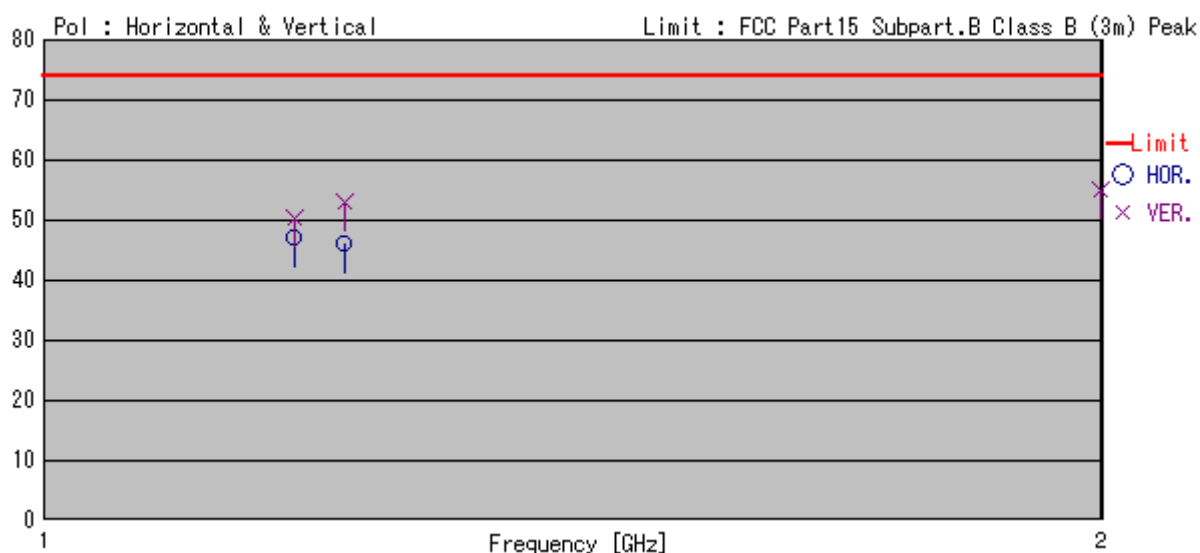 Pol : Horizontal & Vertical Limit : FCC Part15 Subpart.B Class B (3m) Peak
80
70
60
50
40
30
20
10
0
Limit
HOR.
VER.
1 2
Frequency [GHz]